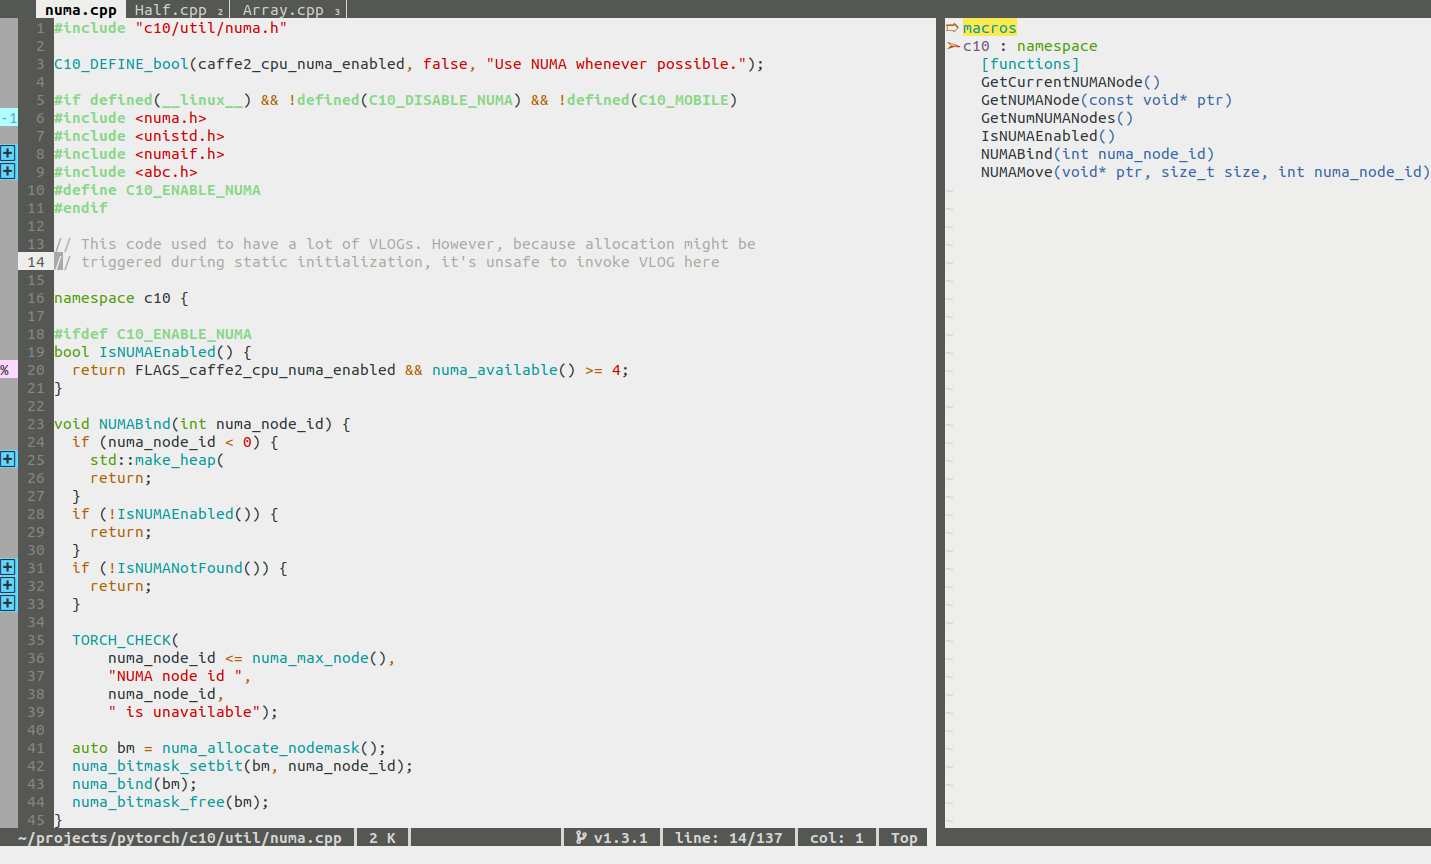 numa.cpp Half.cpp 2 Array.cpp 3
1 #include "c10/util/numa.h"
2
3 C10_DEFINE_bool(caffe2_cpu_numa_enabled, false, "Use NUMA whenever possible.");
4
5 #if defined(__linux__) && !defined(C10_DISABLE_NUMA) && !defined(C10_MOBILE)
-1 6 #include <numa.h>
7 #include <unistd.h>
+ 8 #include <numaif.h>
+ 9 #include <abc.h>
10 #define C10_ENABLE_NUMA
11 #endif
12
13 // This code used to have a lot of VLOGs. However, because allocation might be
14 // triggered during static initialization, it's unsafe to invoke VLOG here
15
16 namespace c10 {
17
18 #ifdef C10_ENABLE_NUMA
19 bool IsNUMAEnabled() {
% 20   return FLAGS_caffe2_cpu_numa_enabled && numa_available() >= 4;
21 }
22
23 void NUMABind(int numa_node_id) {
24   if (numa_node_id < 0) {
+ 25     std::make_heap(
26     return;
27   }
28   if (!IsNUMAEnabled()) {
29     return;
30   }
+ 31   if (!IsNUMANotFound()) {
+ 32     return;
+ 33   }
34
35   TORCH_CHECK(
36       numa_node_id <= numa_max_node(),
37       "NUMA node id ",
38       numa_node_id,
39       " is unavailable");
40
41   auto bm = numa_allocate_nodemask();
42   numa_bitmask_setbit(bm, numa_node_id);
43   numa_bind(bm);
44   numa_bitmask_free(bm);
45 }
macros
c10 : namespace
[functions]
GetCurrentNUMANode()
GetNUMANode(const void* ptr)
GetNumNUMANodes()
IsNUMAEnabled()
NUMABind(int numa_node_id)
NUMAMove(void* ptr, size_t size, int numa_node_id)
~/projects/pytorch/c10/util/numa.cpp 2 K v1.3.1 line: 14/137 col: 1 Top